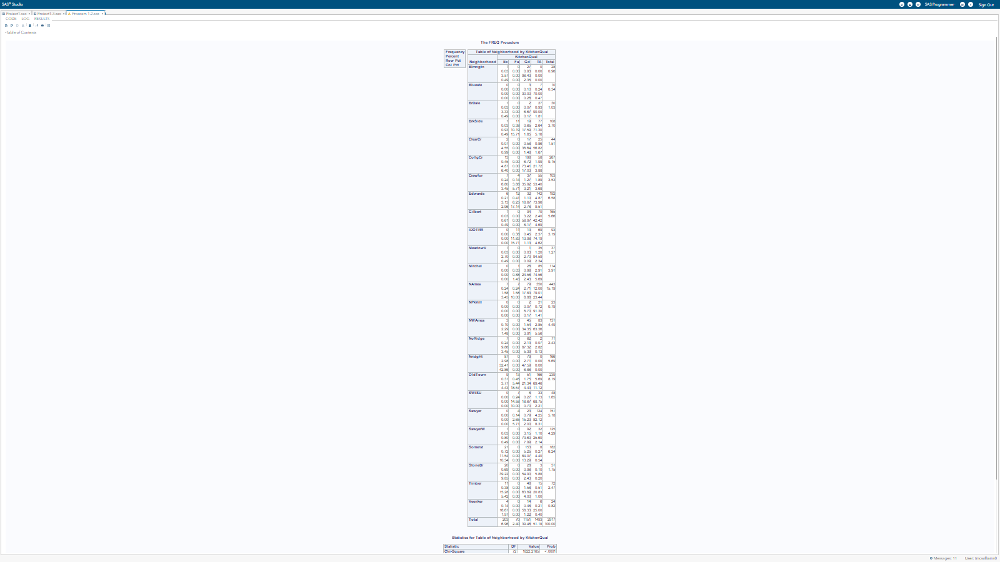 SAS® Studio
SAS Programmer Sign Out
Project1.sas × Project1.3.sas × Program 1.2.sas ×
CODE LOG RESULTS
Table of Contents
The FREQ Procedure
Frequency
Percent
Row Pct
Col Pct
Table of Neighborhood by KitchenQual
KitchenQual
Neighborhood Ex Fa Gd TA Total
Blmngtn 1 0 27 0 28
0.03 0.00 0.93 0.00 0.96
3.57 0.00 96.43 0.00
0.49 0.00 2.35 0.00
Blueste 0 0 3 7 10
0.00 0.00 0.10 0.24 0.34
0.00 0.00 30.00 70.00
0.00 0.00 0.26 0.47
BrDale 1 0 2 27 30
0.03 0.00 0.07 0.93 1.03
3.33 0.00 6.67 90.00
0.49 0.00 0.17 1.81
BrkSide 1 11 19 77 108
0.03 0.38 0.65 2.64 3.70
0.93 10.19 17.59 71.30
0.49 15.71 1.65 5.16
ClearCr 2 0 17 25 44
0.07 0.00 0.58 0.86 1.51
4.55 0.00 38.64 56.82
0.99 0.00 1.48 1.67
CollgCr 13 0 196 58 267
0.45 0.00 6.72 1.99 9.15
4.87 0.00 73.41 21.72
6.40 0.00 17.03 3.88
Crawfor 7 4 37 55 103
0.24 0.14 1.27 1.89 3.53
6.80 3.88 35.92 53.40
3.45 5.71 3.21 3.68
Edwards 6 12 32 142 192
0.21 0.41 1.10 4.87 6.58
3.13 6.25 16.67 73.96
2.96 17.14 2.78 9.51
Gilbert 1 0 94 70 165
0.03 0.00 3.22 2.40 5.66
0.61 0.00 56.97 42.42
0.49 0.00 8.17 4.69
IDOTRR 0 11 13 69 93
0.00 0.38 0.45 2.37 3.19
0.00 11.83 13.98 74.19
0.00 15.71 1.13 4.62
MeadowV 1 0 1 35 37
0.03 0.00 0.03 1.20 1.27
2.70 0.00 2.70 94.59
0.49 0.00 0.09 2.34
Mitchel 0 1 28 85 114
0.00 0.03 0.96 2.91 3.91
0.00 0.88 24.56 74.56
0.00 1.43 2.43 5.69
NAmes 7 7 79 350 443
0.24 0.24 2.71 12.00 15.19
1.58 1.58 17.83 79.01
3.45 10.00 6.86 23.44
NPkVill 0 0 2 21 23
0.00 0.00 0.07 0.72 0.79
0.00 0.00 8.70 91.30
0.00 0.00 0.17 1.41
NWAmes 3 0 45 83 131
0.10 0.00 1.54 2.85 4.49
2.29 0.00 34.35 63.36
1.48 0.00 3.91 5.56
NoRidge 7 0 62 2 71
0.24 0.00 2.13 0.07 2.43
9.86 0.00 87.32 2.82
3.45 0.00 5.39 0.13
NridgHt 87 0 79 0 166
2.98 0.00 2.71 0.00 5.69
52.41 0.00 47.59 0.00
42.86 0.00 6.86 0.00
OldTown 9 13 51 166 239
0.31 0.45 1.75 5.69 8.19
3.77 5.44 21.34 69.46
4.43 18.57 4.43 11.12
SWISU 0 7 8 33 48
0.00 0.24 0.27 1.13 1.65
0.00 14.58 16.67 68.75
0.00 10.00 0.70 2.21
Sawyer 0 4 23 124 151
0.00 0.14 0.79 4.25 5.18
0.00 2.65 15.23 82.12
0.00 5.71 2.00 8.31
SawyerW 1 0 92 32 125
0.03 0.00 3.15 1.10 4.29
0.80 0.00 73.60 25.60
0.49 0.00 7.99 2.14
Somerst 21 0 153 8 182
0.72 0.00 5.25 0.27 6.24
11.54 0.00 84.07 4.40
10.34 0.00 13.29 0.54
StoneBr 20 0 28 3 51
0.69 0.00 0.96 0.10 1.75
39.22 0.00 54.90 5.88
9.85 0.00 2.43 0.20
Timber 11 0 46 15 72
0.38 0.00 1.58 0.51 2.47
15.28 0.00 63.89 20.83
5.42 0.00 4.00 1.00
Veenker 4 0 14 6 24
0.14 0.00 0.48 0.21 0.82
16.67 0.00 58.33 25.00
1.97 0.00 1.22 0.40
Total 203 70 1151 1493 2917
6.96 2.40 39.46 51.18 100.00
Statistics for Table of Neighborhood by KitchenQual
Statistic DF Value Prob
Chi-Square 72 1822.2165 <.0001
Messages: 11 User: tmcwilliams0